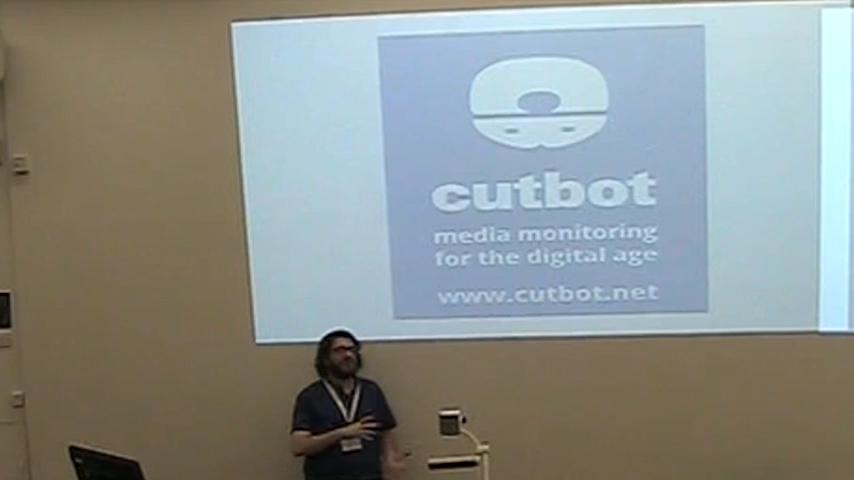 cutbot
media monitoring
for the digital age
www.cutbot.net